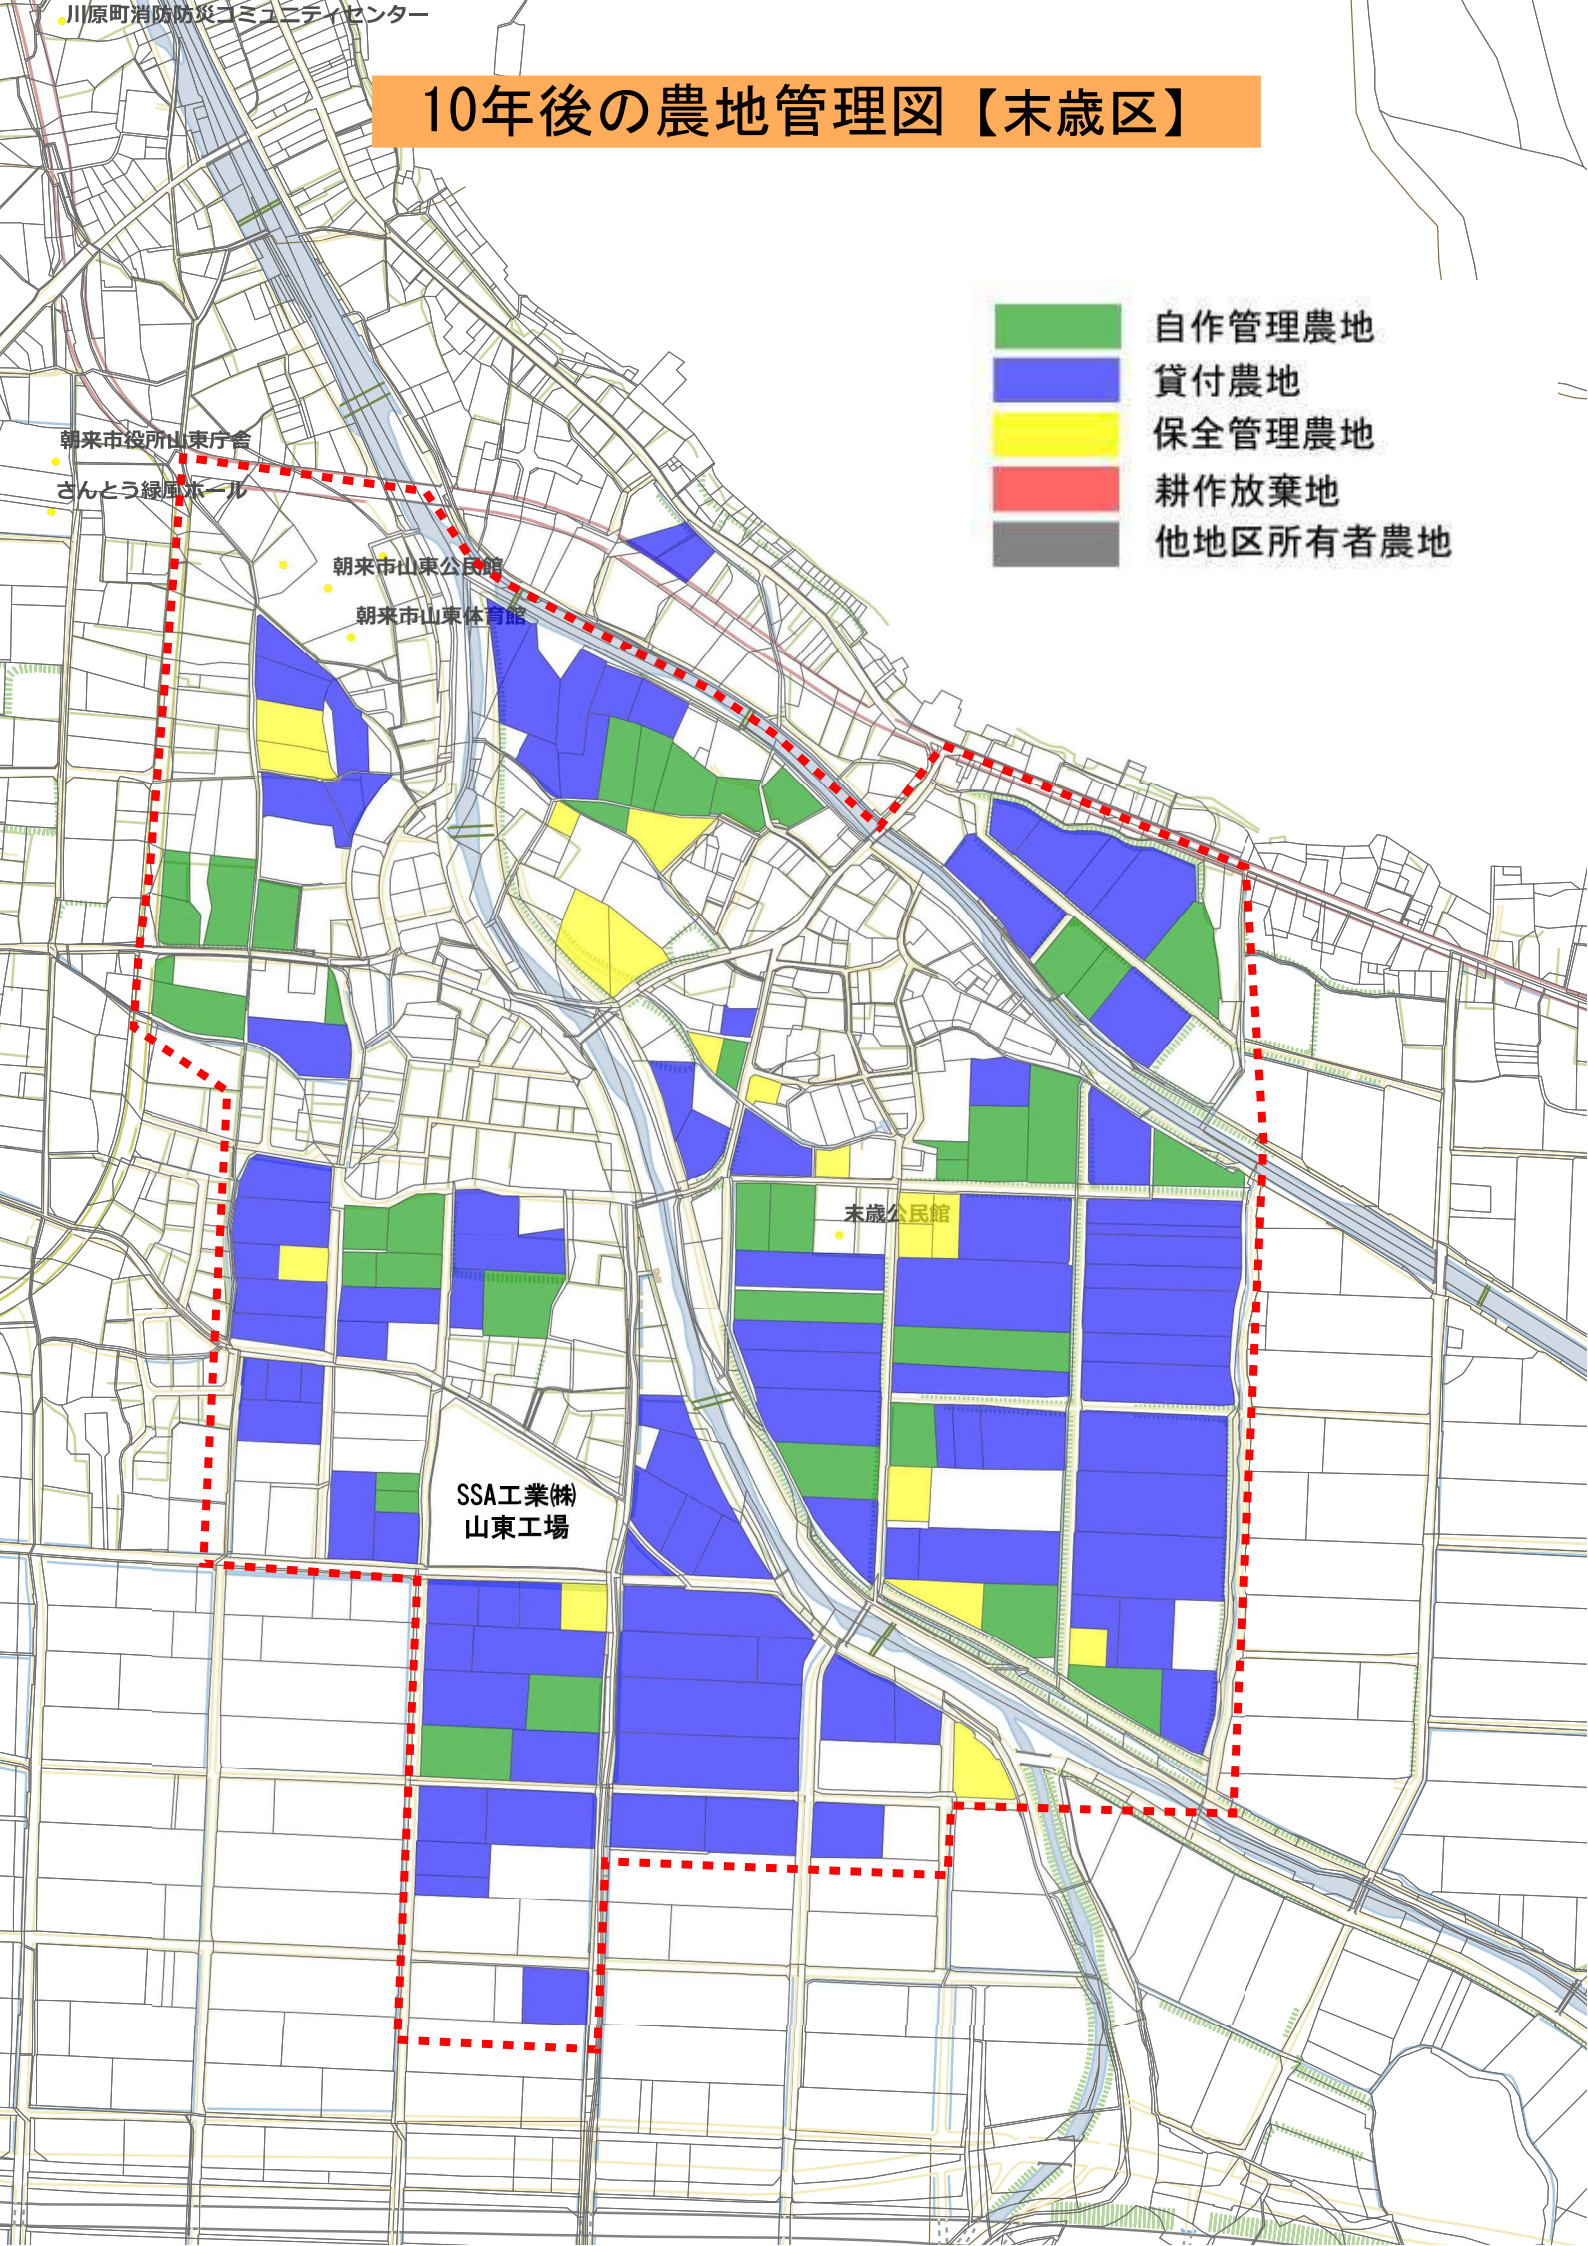 川原町消防防災コミュニティセンター
10年後の農地管理図【末歳区】
自作管理農地
貸付農地
保全管理農地
耕作放棄地
他地区所有者農地
朝来市役所山東庁舎
さんとう緑風ホール
朝来市山東公民館
朝来市山東体育館
末歳公民館
SSA工業㈱
山東工場